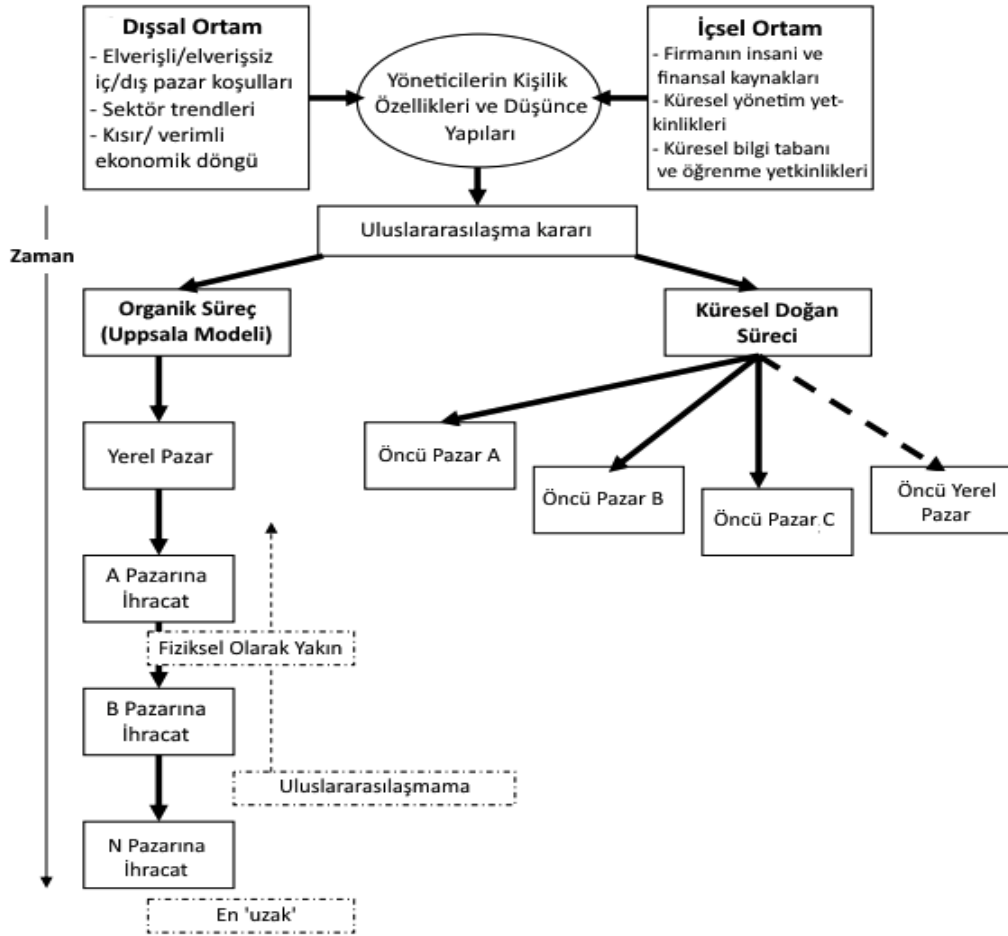 Dışsal Ortam
- Elverişli/elverişsiz
iç/dış pazar koşulları
- Sektör trendleri
- Kısır/ verimli
ekonomik döngü
Yöneticilerin Kişilik
Özellikleri ve Düşünce
Yapıları
İçsel Ortam
- Firmanın insani ve
finansal kaynakları
- Küresel yönetim yet-
kinlikleri
- Küresel bilgi tabanı
ve öğrenme yetkinlikleri
Uluslararasılaşma kararı
Zaman
Organik Süreç
(Uppsala Modeli)
Küresel Doğan
Süreci
Yerel Pazar
Öncü Pazar A
Öncü Pazar B
Öncü Pazar C
Öncü Yerel
Pazar
A Pazarına
İhracat
Fiziksel Olarak Yakın
B Pazarına
İhracat
Uluslararasılaşmama
N Pazarına
İhracat
En 'uzak'